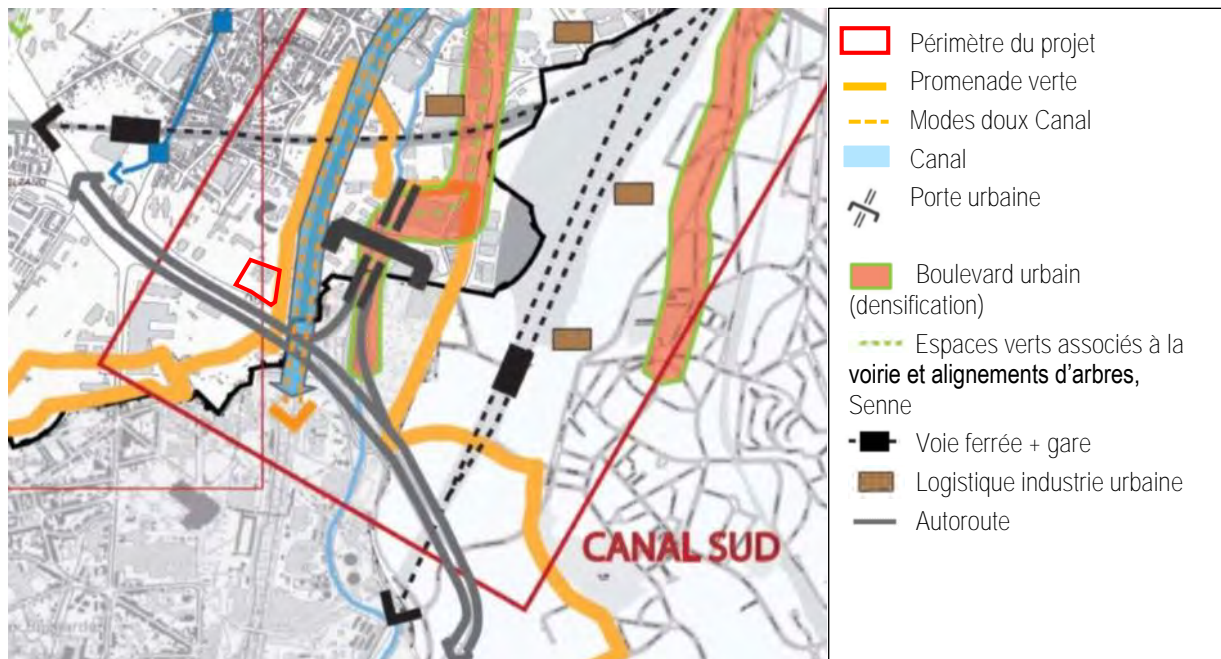 CANAL SUD
Périmètre du projet
Promenade verte
Modes doux Canal
Canal
Porte urbaine
Boulevard urbain
(densification)
Espaces verts associés à la
voirie et alignements d'arbres,
Senne
Voie ferrée + gare
Logistique industrie urbaine
Autoroute